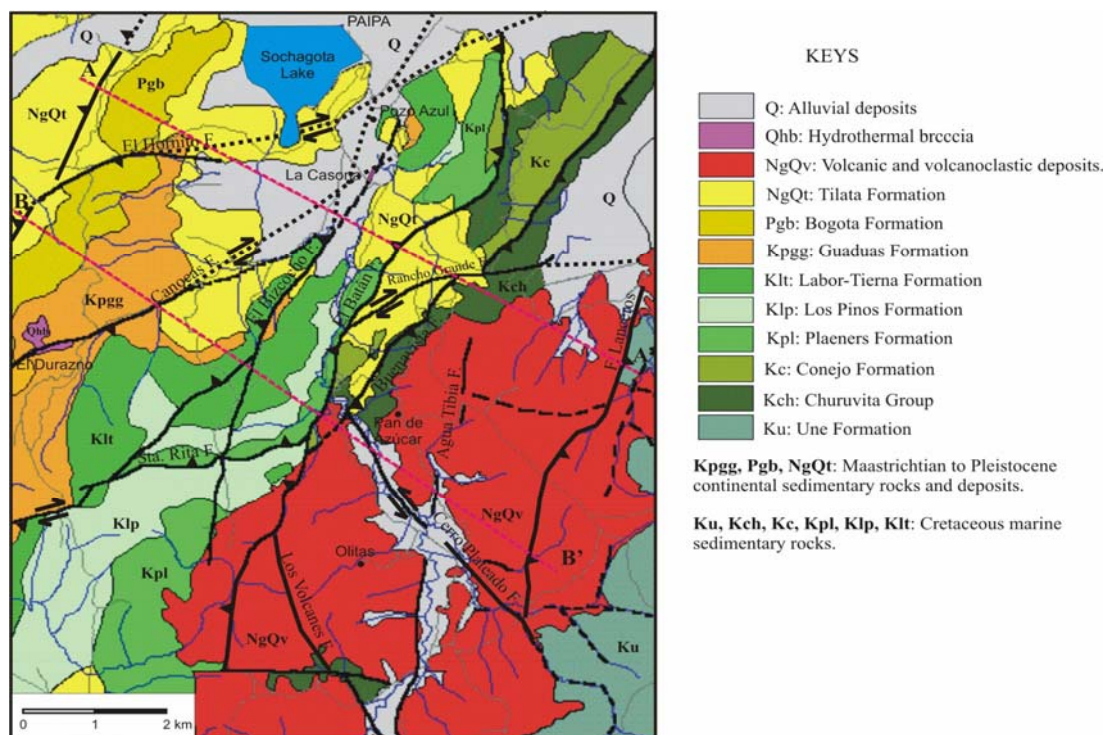 PAIPA
Q
A
Sochagota
Lake
Q
Pgb
NgQt
Pozo Azul
Kpl
El Hornito F.
Kc
La Casona
B
NgQt
Q
Canocas F.
El Bizcocho F.
El Batán F.
Rancho Grande F.
Kch
Kpgg
Qhb
El Durazno
Buenavista
F. Lanceros
A'
Agua Tibia F.
Pan de
Azúcar
Klt
Sta. Rita F.
NgQv
Klp
Cerro Plateado F.
B'
Olitas
Kpl
Los Volcanes F.
NgQv
Ku
0 1 2 km
KEYS
Q: Alluvial deposits
Qhb: Hydrothermal brcccia
NgQv: Volcanic and volcanoclastic deposits.
NgQt: Tilata Formation
Pgb: Bogota Formation
Kpgg: Guaduas Formation
Klt: Labor-Tierna Formation
Klp: Los Pinos Formation
Kpl: Plaeners Formation
Kc: Conejo Formation
Kch: Churuvita Group
Ku: Une Formation
Kpgg, Pgb, NgQt: Maastrichtian to Pleistocene
continental sedimentary rocks and deposits.
Ku, Kch, Kc, Kpl, Klp, Klt: Cretaceous marine
sedimentary rocks.